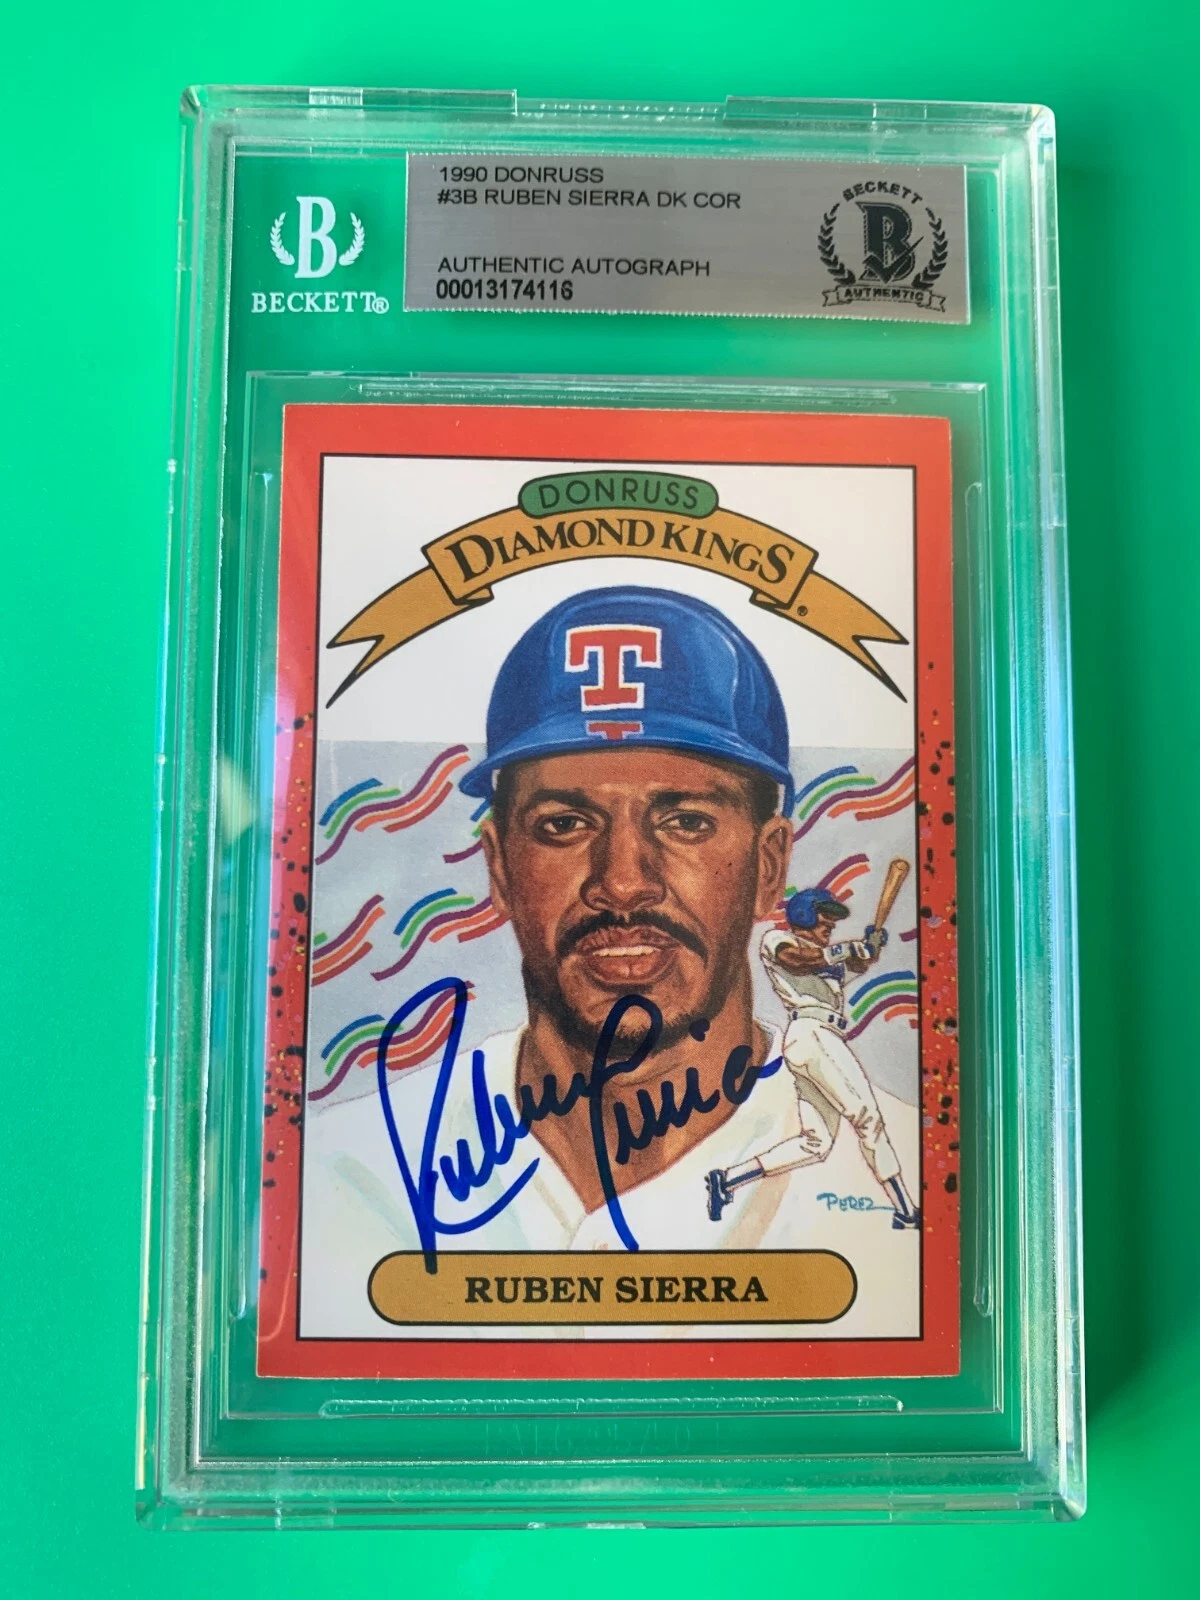 1990 DONRUSS
#3B RUBEN SIERRA DK COR
AUTHENTIC AUTOGRAPH
00013174116
B
BECKETT®
BECKETT
B
AUTHENTIC
DONRUSS
DIAMOND KINGS®
T
Ruben Sierra
PEREZ
RUBEN SIERRA